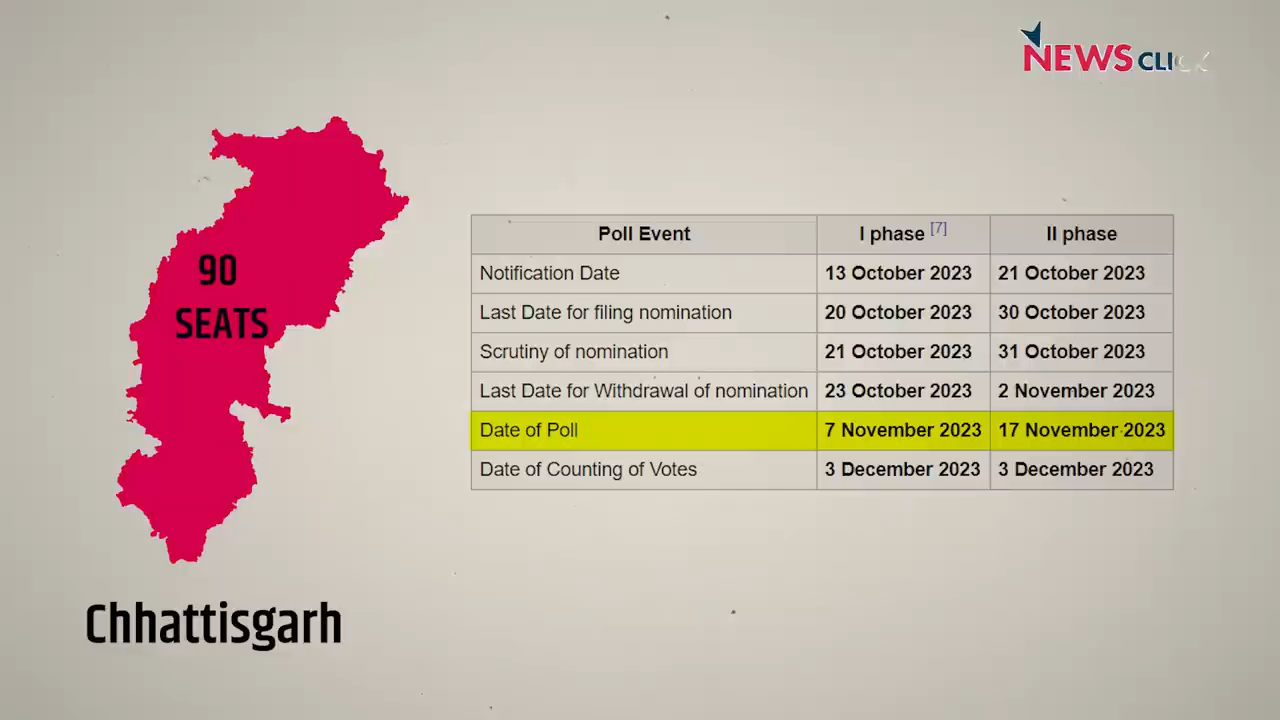 NEWS CLICK
90
SEATS
Chhattisgarh
Poll Event I phase [7] II phase
Notification Date 13 October 2023 21 October 2023
Last Date for filing nomination 20 October 2023 30 October 2023
Scrutiny of nomination 21 October 2023 31 October 2023
Last Date for Withdrawal of nomination 23 October 2023 2 November 2023
Date of Poll 7 November 2023 17 November 2023
Date of Counting of Votes 3 December 2023 3 December 2023